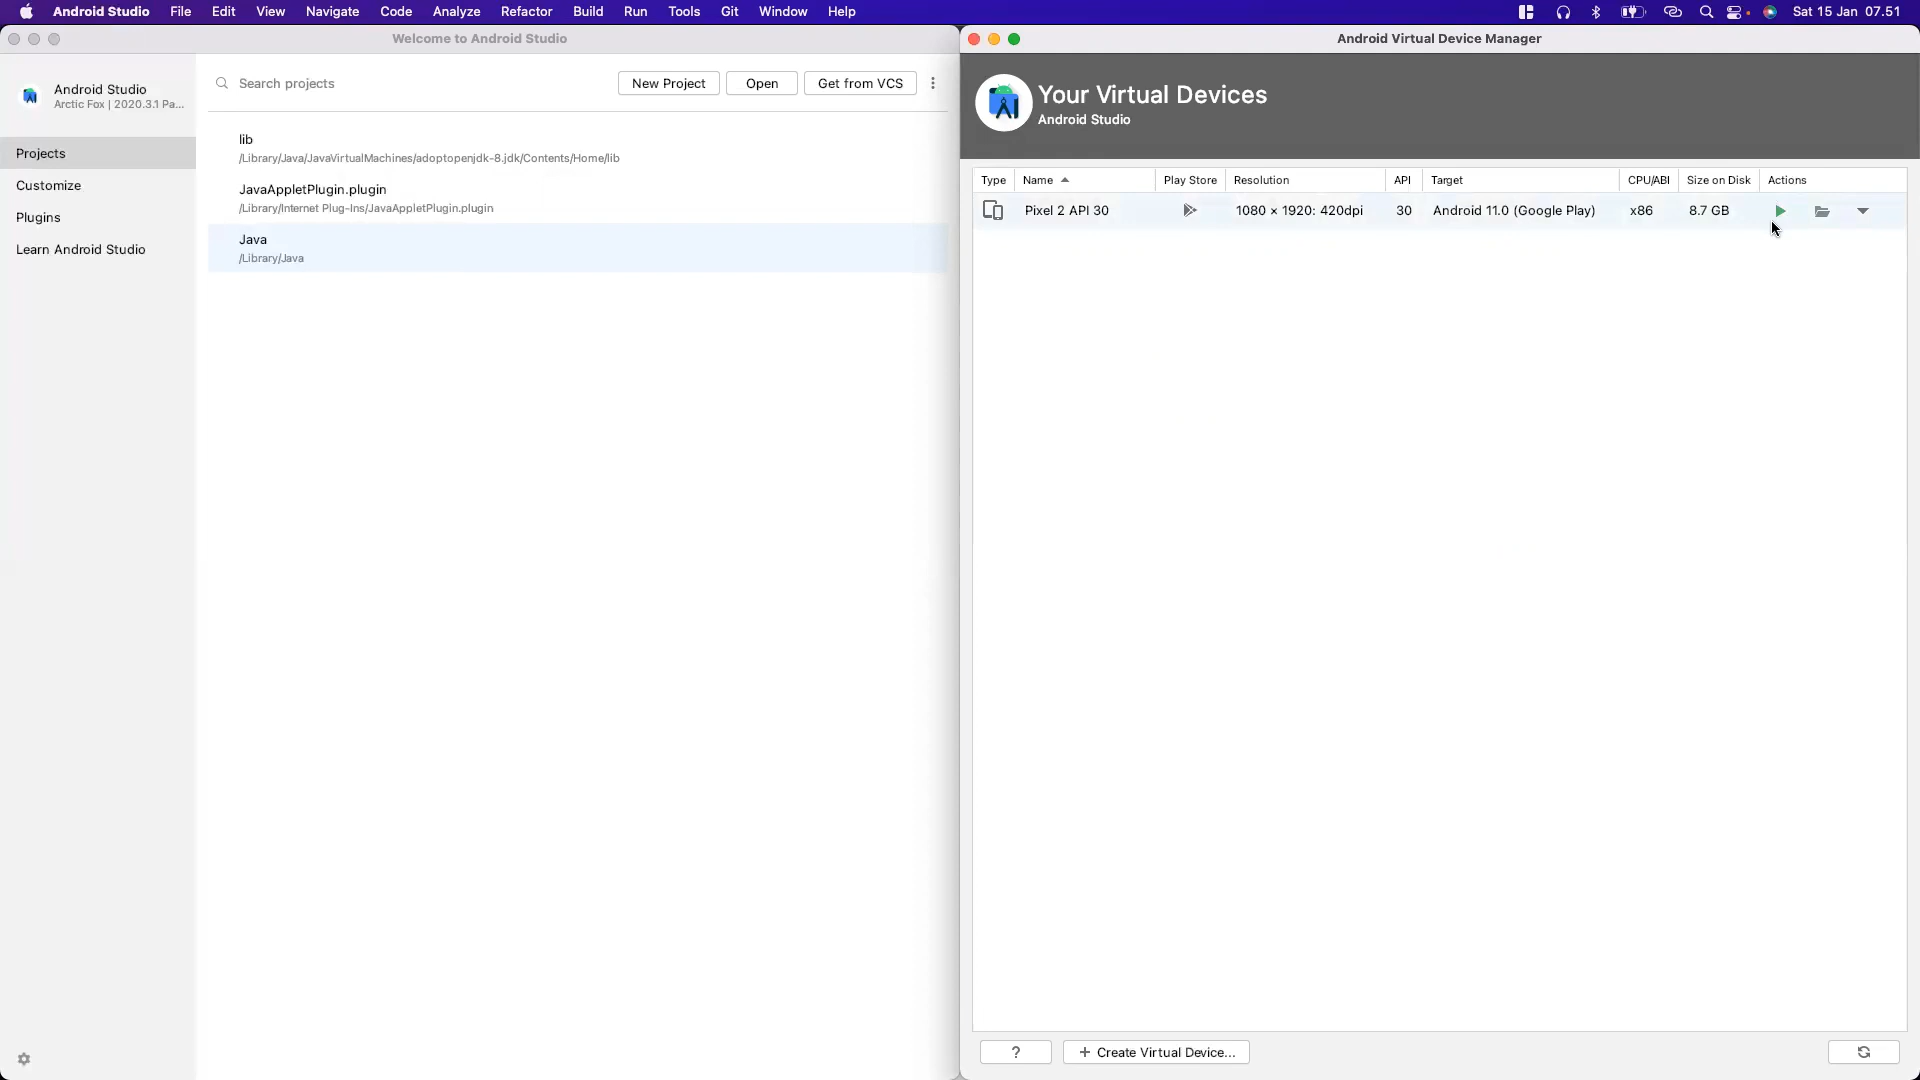 Android Studio File Edit View Navigate Code Analyze Refactor Build Run Tools Git Window Help Sat 15 Jan 07.51
Welcome to Android Studio
Android Studio
Arctic Fox | 2020.3.1 Pa...
Projects
Customize
Plugins
Learn Android Studio
Search projects
New Project Open Get from VCS
lib
/Library/Java/JavaVirtualMachines/adoptopenjdk-8.jdk/Contents/Home/lib
JavaAppletPlugin.plugin
/Library/Internet Plug-Ins/JavaAppletPlugin.plugin
Java
/Library/Java
Android Virtual Device Manager
Your Virtual Devices
Android Studio
Type Name Play Store Resolution API Target CPU/ABI Size on Disk Actions
Pixel 2 API 30 1080 × 1920: 420dpi 30 Android 11.0 (Google Play) x86 8.7 GB
? + Create Virtual Device...